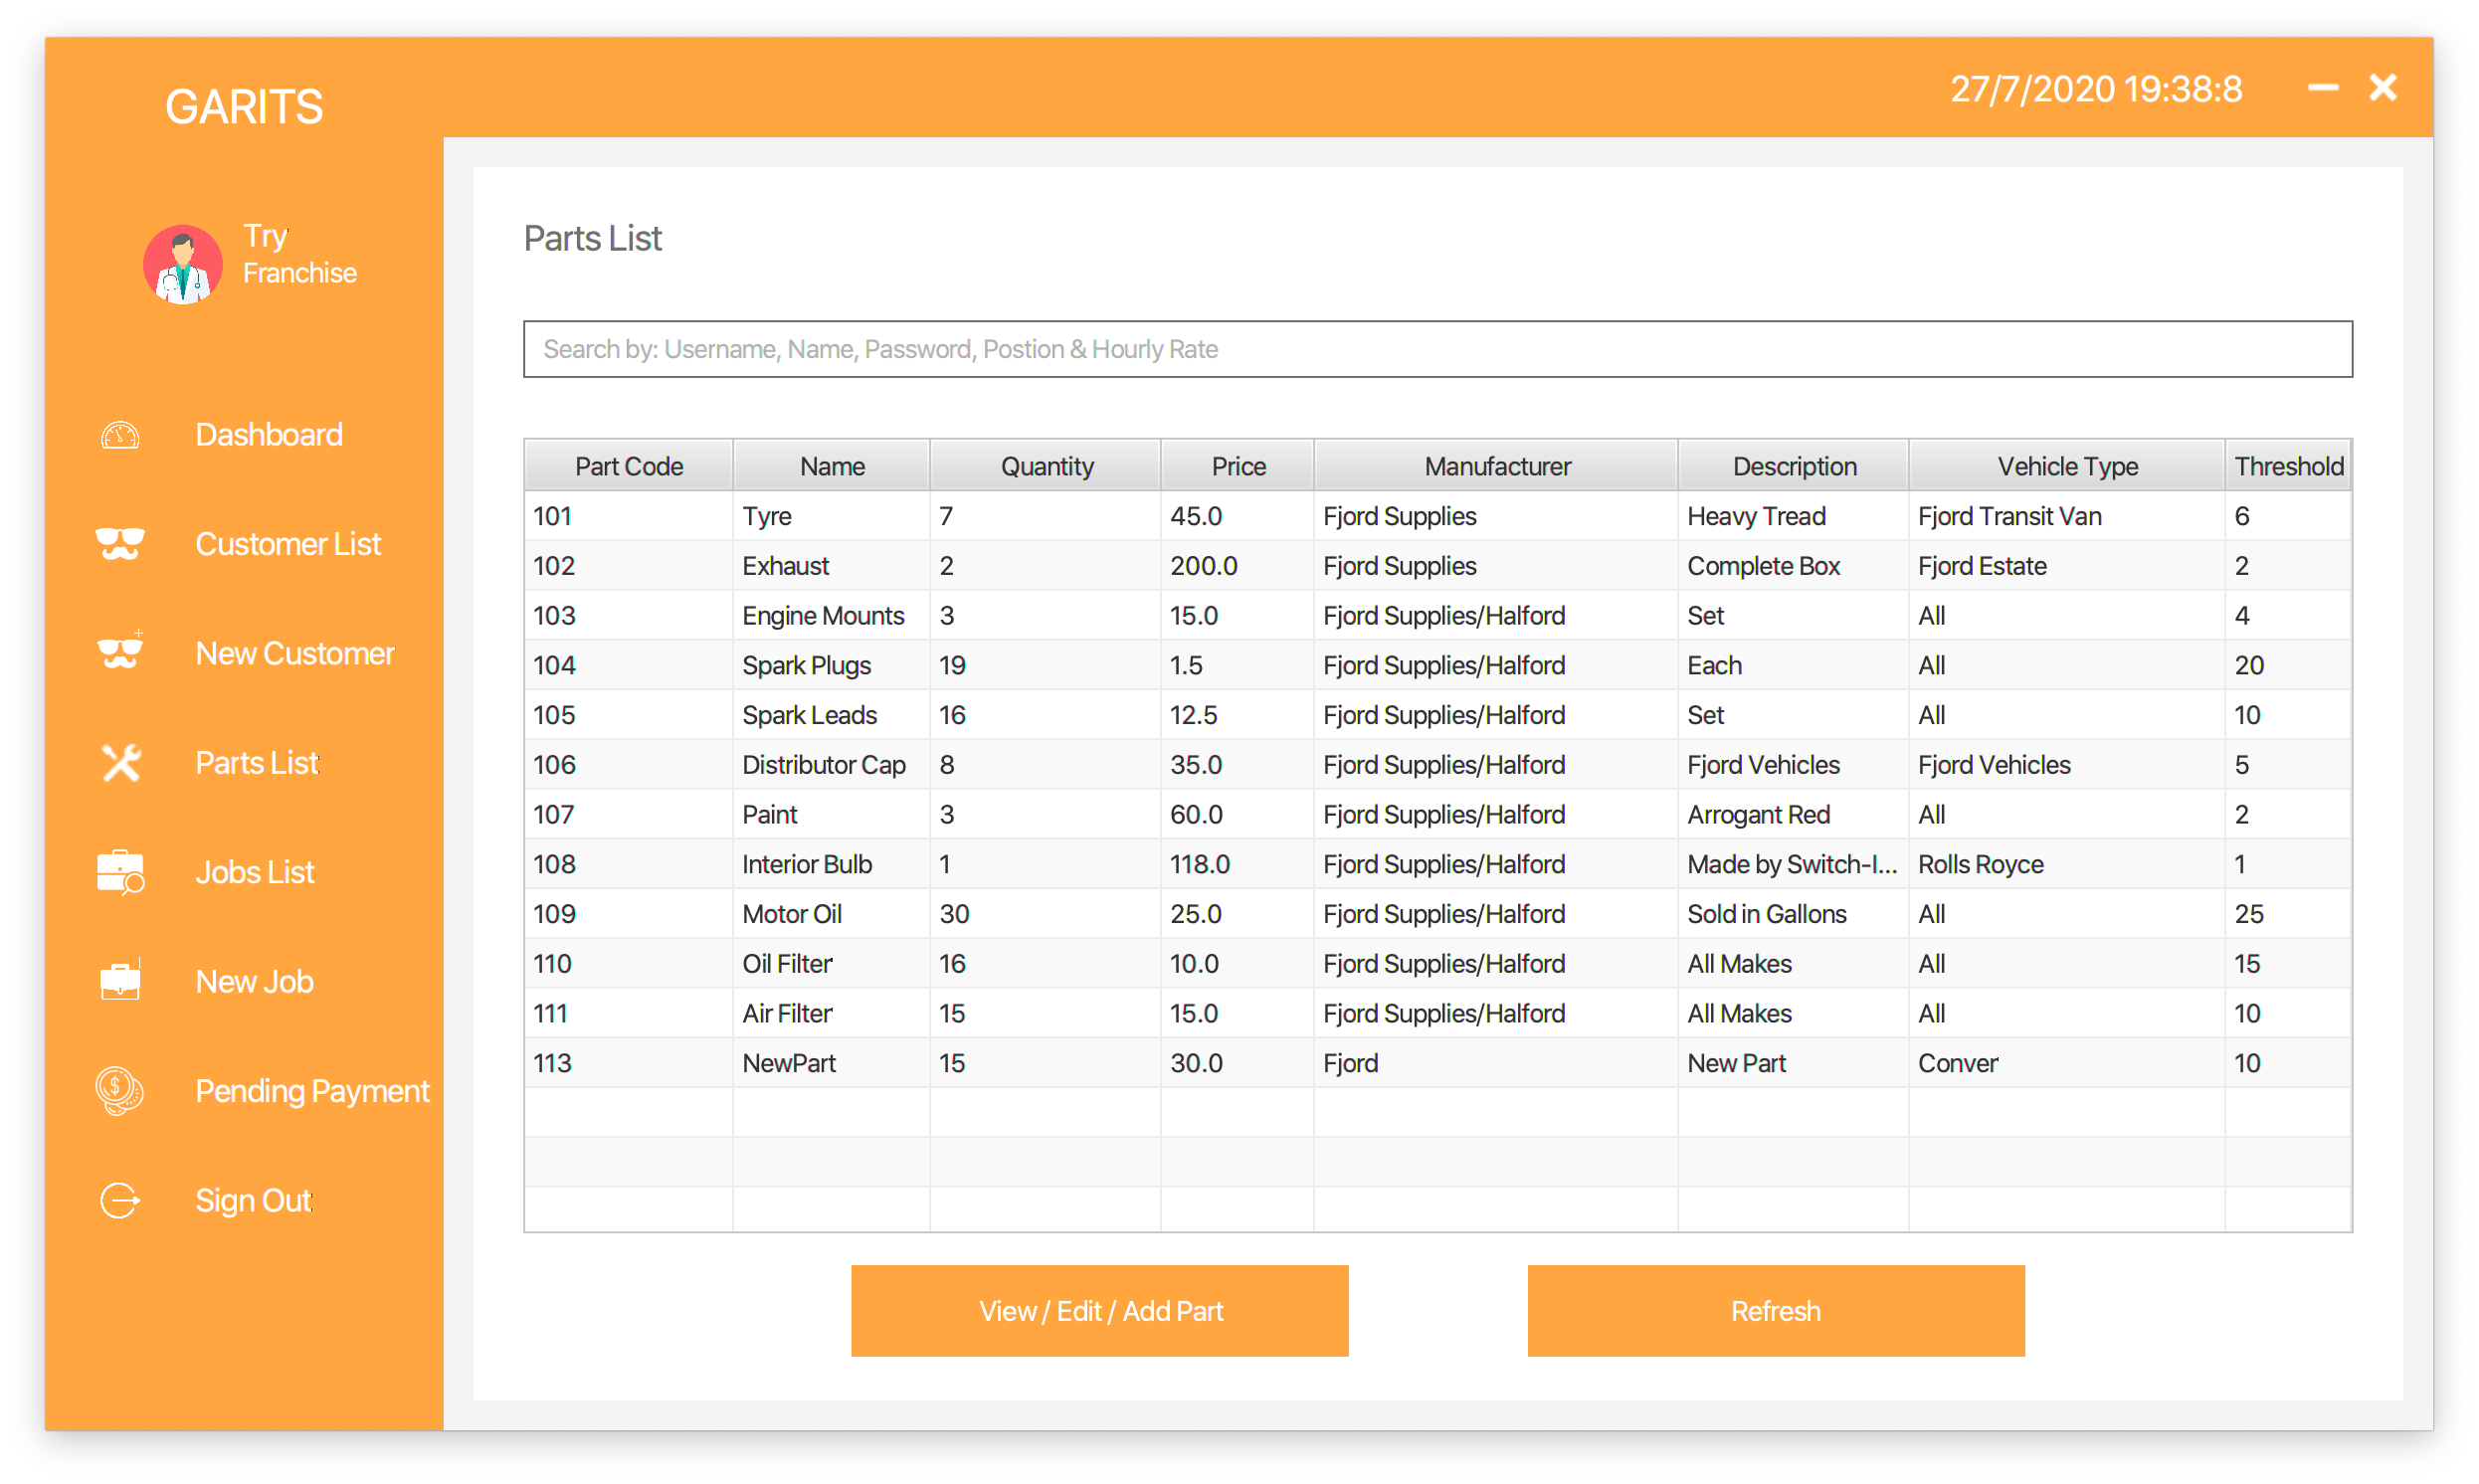 GARITS
27/7/2020 19:38:8
Try
Franchise
Dashboard
Customer List
New Customer
Parts List
Jobs List
New Job
Pending Payment
Sign Out
Parts List
Search by: Username, Name, Password, Postion & Hourly Rate
Part Code Name Quantity Price Manufacturer Description Vehicle Type Threshold
101 Tyre 7 45.0 Fjord Supplies Heavy Tread Fjord Transit Van 6
102 Exhaust 2 200.0 Fjord Supplies Complete Box Fjord Estate 2
103 Engine Mounts 3 15.0 Fjord Supplies/Halford Set All 4
104 Spark Plugs 19 1.5 Fjord Supplies/Halford Each All 20
105 Spark Leads 16 12.5 Fjord Supplies/Halford Set All 10
106 Distributor Cap 8 35.0 Fjord Supplies/Halford Fjord Vehicles Fjord Vehicles 5
107 Paint 3 60.0 Fjord Supplies/Halford Arrogant Red All 2
108 Interior Bulb 1 118.0 Fjord Supplies/Halford Made by Switch-I... Rolls Royce 1
109 Motor Oil 30 25.0 Fjord Supplies/Halford Sold in Gallons All 25
110 Oil Filter 16 10.0 Fjord Supplies/Halford All Makes All 15
111 Air Filter 15 15.0 Fjord Supplies/Halford All Makes All 10
113 NewPart 15 30.0 Fjord New Part Conver 10
View / Edit / Add Part
Refresh